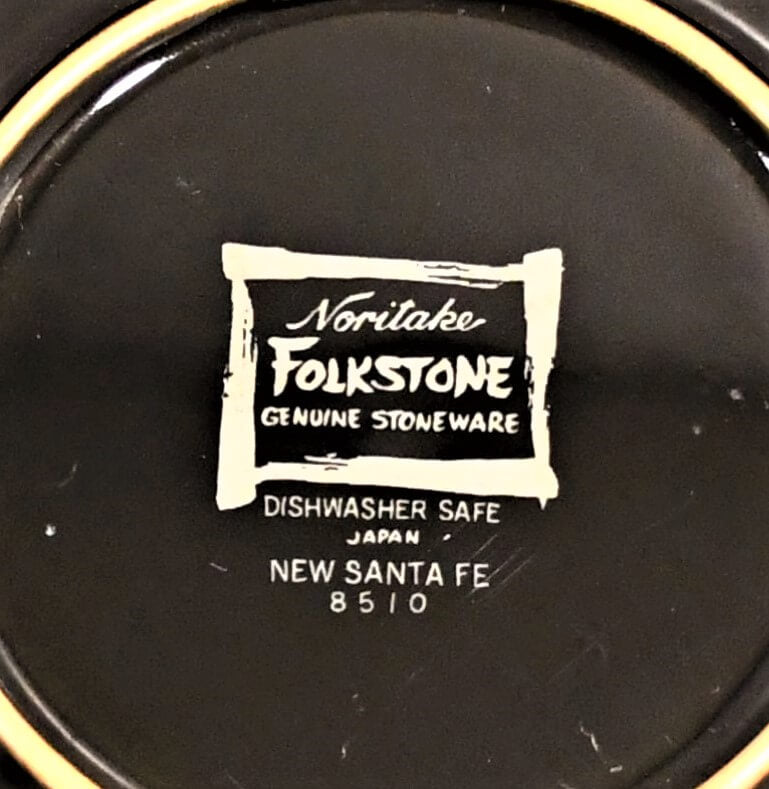 Noritake
FOLKSTONE
GENUINE STONEWARE
DISHWASHER SAFE
JAPAN
NEW SANTA FE
8510